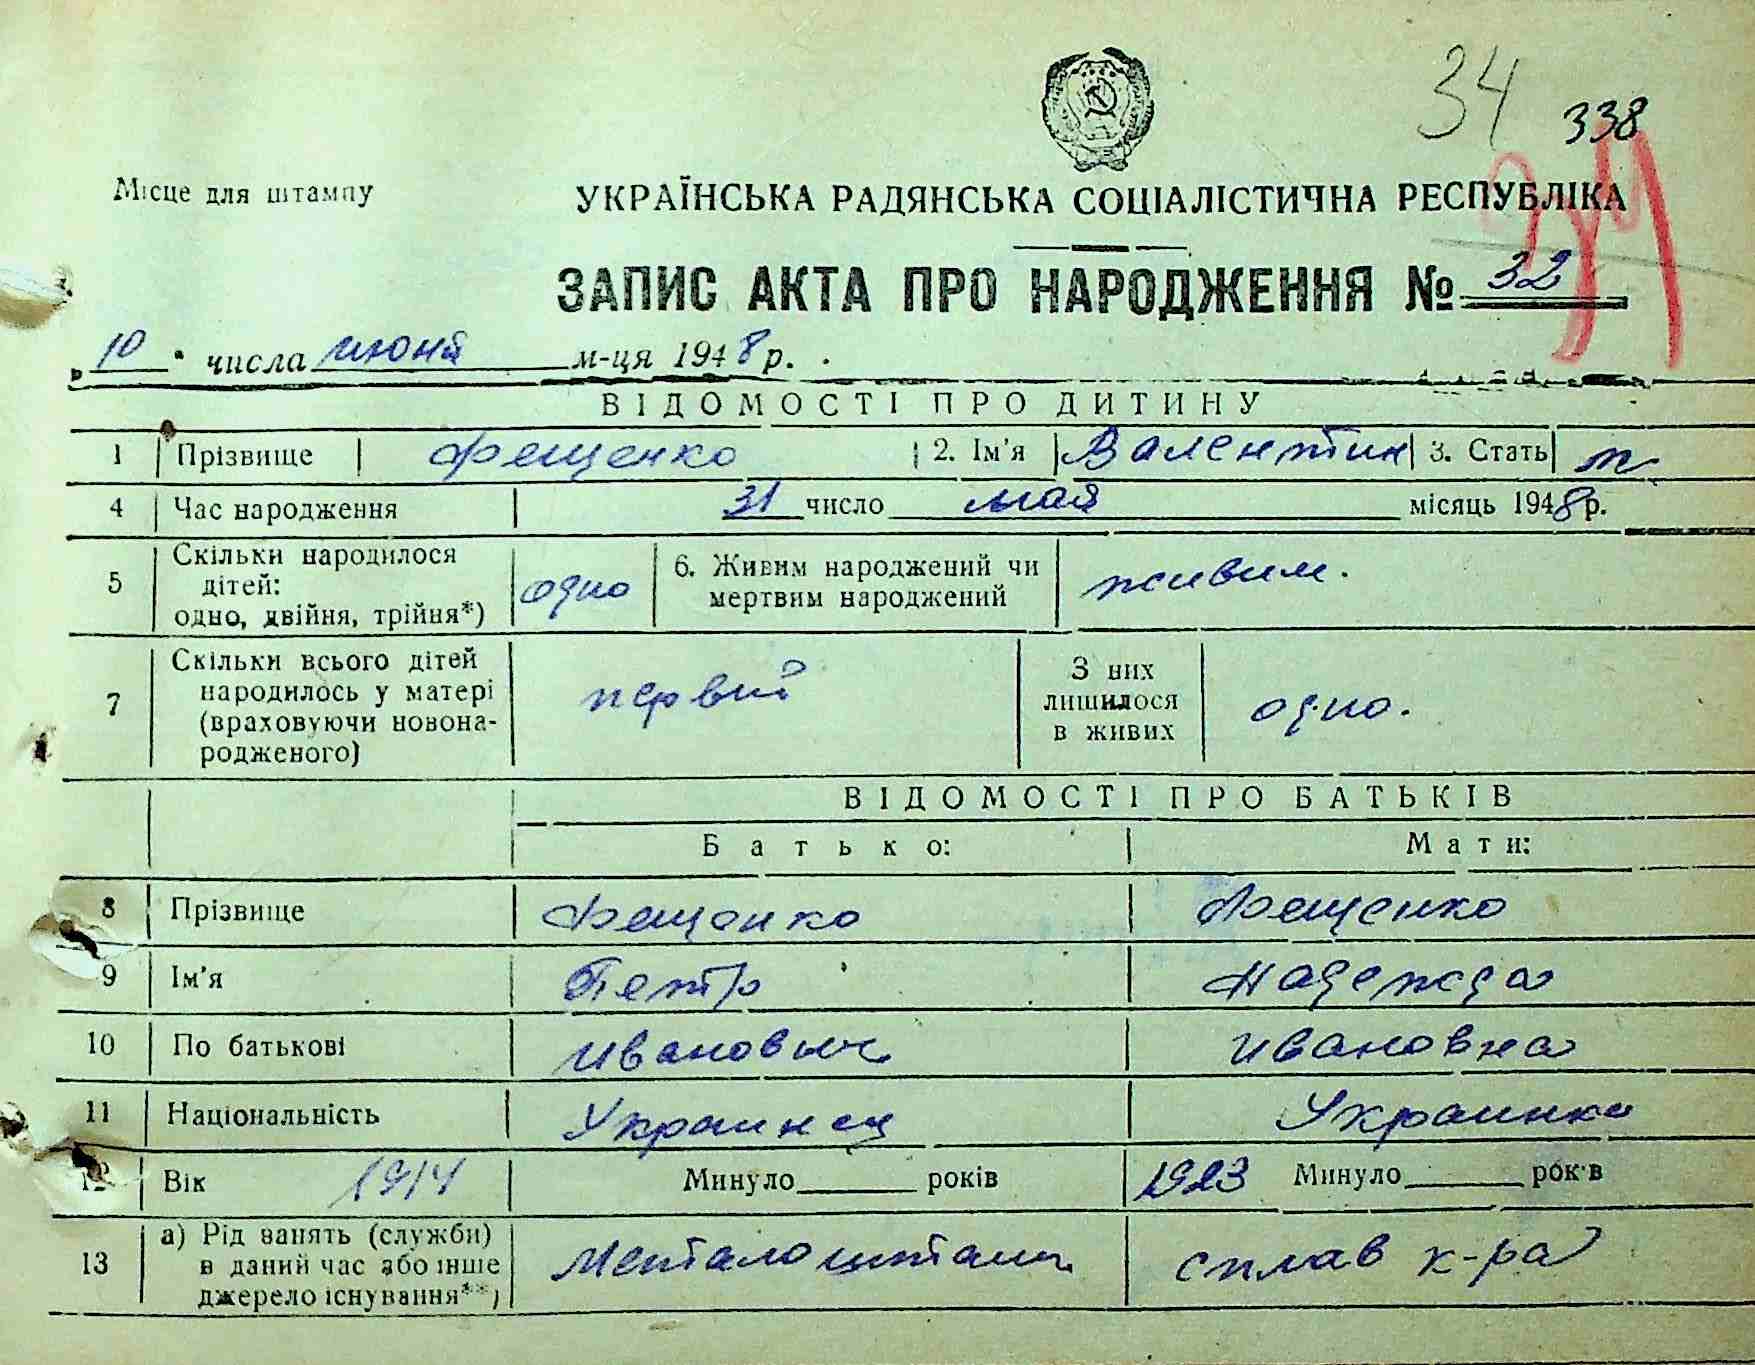 34
338
Місце для штампу
УКРАЇНСЬКА РАДЯНСЬКА СОЦІАЛІСТИЧНА РЕСПУБЛІКА
ЗАПИС АКТА ПРО НАРОДЖЕННЯ № 32
„10" числа июня м-ця 1948 р.
ВІДОМОСТІ ПРО ДИТИНУ
1 Прізвище Фещенко 2. Ім'я Валентин 3. Стать м
4 Час народження 31 число мая місяць 1948 р.
5 Скільки народилося дітей: одно, двійня, трійня*) одно 6. Живим народжений чи мертвим народжений живим.
7 Скільки всього дітей народилось у матері (враховуючи новонародженого) первий З них лишилося в живих одно.
ВІДОМОСТІ ПРО БАТЬКІВ
Батько: Мати:
8 Прізвище Фещенко Фещенко
9 Ім'я Петр Надежда
10 По батькові Иванович Ивановна
11 Національність Украинец Украинка
12 Вік 1914 Минуло років 1923 Минуло років
13 а) Рід занять (служби) в даний час або інше джерело існування**) сплав к-ра